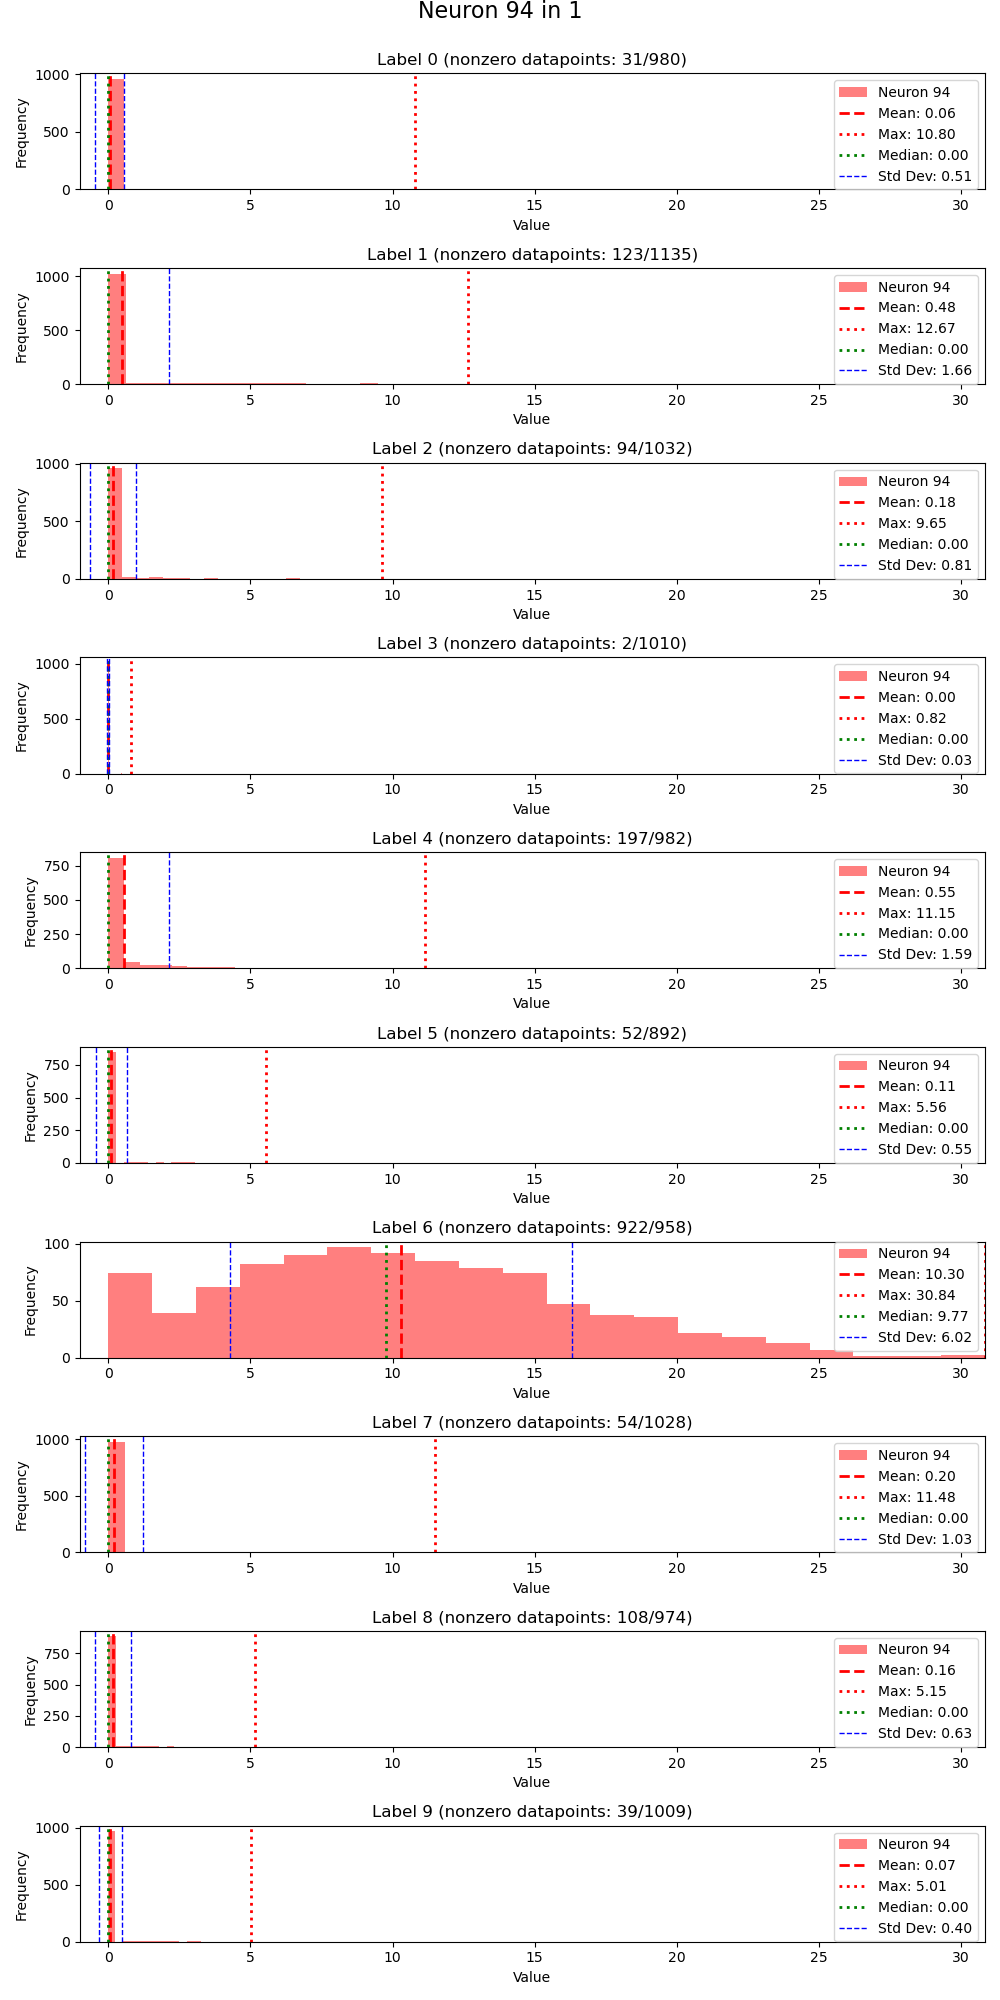 Neuron 94 in 1
Label 0 (nonzero datapoints: 31/980)
Frequency
1000
500
0
Neuron 94
Mean: 0.06
Max: 10.80
Median: 0.00
Std Dev: 0.51
0 5 10 15 20 25 30
Value
Label 1 (nonzero datapoints: 123/1135)
Frequency
1000
500
0
Neuron 94
Mean: 0.48
Max: 12.67
Median: 0.00
Std Dev: 1.66
0 5 10 15 20 25 30
Value
Label 2 (nonzero datapoints: 94/1032)
Frequency
1000
500
0
Neuron 94
Mean: 0.18
Max: 9.65
Median: 0.00
Std Dev: 0.81
0 5 10 15 20 25 30
Value
Label 3 (nonzero datapoints: 2/1010)
Frequency
1000
500
0
Neuron 94
Mean: 0.00
Max: 0.82
Median: 0.00
Std Dev: 0.03
0 5 10 15 20 25 30
Value
Label 4 (nonzero datapoints: 197/982)
Frequency
750
500
250
0
Neuron 94
Mean: 0.55
Max: 11.15
Median: 0.00
Std Dev: 1.59
0 5 10 15 20 25 30
Value
Label 5 (nonzero datapoints: 52/892)
Frequency
750
500
250
0
Neuron 94
Mean: 0.11
Max: 5.56
Median: 0.00
Std Dev: 0.55
0 5 10 15 20 25 30
Value
Label 6 (nonzero datapoints: 922/958)
Frequency
100
50
0
Neuron 94
Mean: 10.30
Max: 30.84
Median: 9.77
Std Dev: 6.02
0 5 10 15 20 25 30
Value
Label 7 (nonzero datapoints: 54/1028)
Frequency
1000
500
0
Neuron 94
Mean: 0.20
Max: 11.48
Median: 0.00
Std Dev: 1.03
0 5 10 15 20 25 30
Value
Label 8 (nonzero datapoints: 108/974)
Frequency
750
500
250
0
Neuron 94
Mean: 0.16
Max: 5.15
Median: 0.00
Std Dev: 0.63
0 5 10 15 20 25 30
Value
Label 9 (nonzero datapoints: 39/1009)
Frequency
1000
500
0
Neuron 94
Mean: 0.07
Max: 5.01
Median: 0.00
Std Dev: 0.40
0 5 10 15 20 25 30
Value